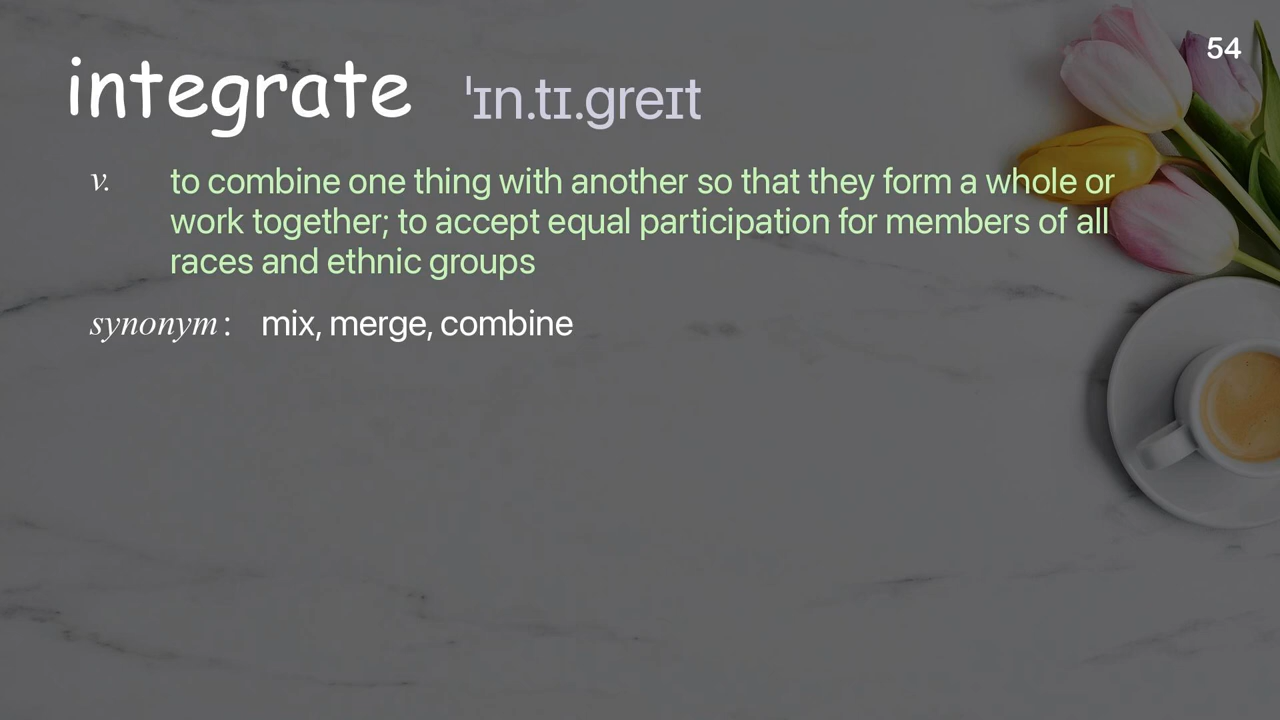 54
integrate ˈɪn.tɪ.greɪt
v. to combine one thing with another so that they form a whole or
work together; to accept equal participation for members of all
races and ethnic groups
synonym : mix, merge, combine